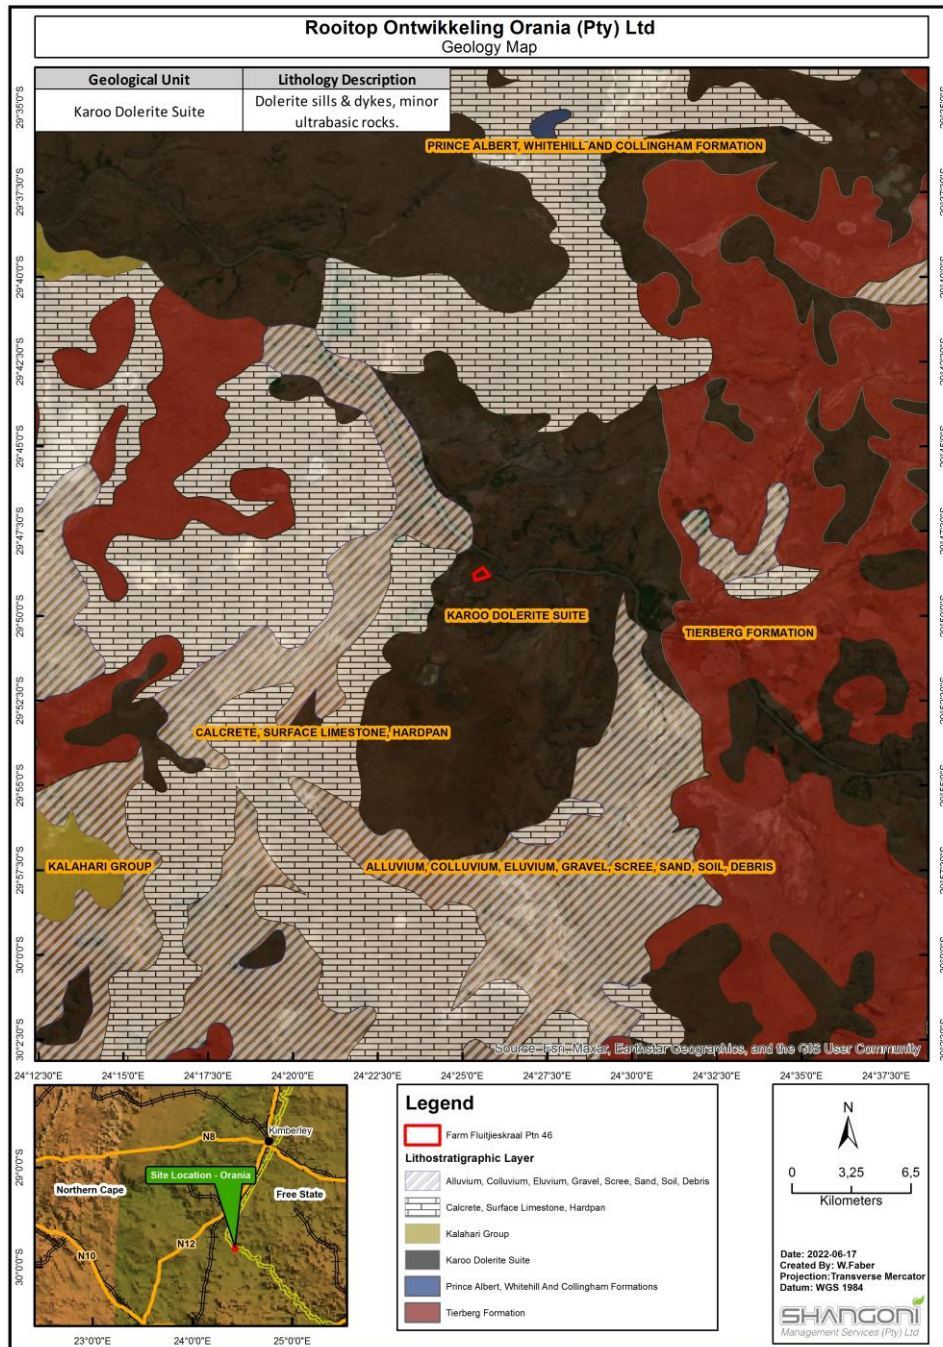 Rooitop Ontwikkeling Orania (Pty) Ltd
Geology Map
Geological Unit
Lithology Description
Karoo Dolerite Suite
Dolerite sills & dykes, minor
ultrabasic rocks.
PRINCE ALBERT, WHITEHILL AND COLLINGHAM FORMATION
KAROO DOLERITE SUITE
TIERBERG FORMATION
CALCRETE, SURFACE LIMESTONE, HARDPAN
KALAHARI GROUP
ALLUVIUM, COLLUVIUM, ELUVIUM, GRAVEL, SCREE, SAND, SOIL, DEBRIS
29°35'0"S
29°37'30"S
29°40'0"S
29°42'30"S
29°45'0"S
29°47'30"S
29°50'0"S
29°52'30"S
29°55'0"S
29°57'30"S
30°0'0"S
30°2'30"S
Source: Esri, Maxar, Earthstar Geographics, and the GIS User Community
24°12'30"E
24°15'0"E
24°17'30"E
24°20'0"E
24°22'30"E
24°25'0"E
24°27'30"E
24°30'0"E
24°32'30"E
24°35'0"E
24°37'30"E
Kimberley
N8
Site Location - Orania
Northern Cape
Free State
N12
N10
29°0'0"S
30°0'0"S
23°0'0"E
24°0'0"E
25°0'0"E
Legend
Farm Fluitjieskraal Ptn 46
Lithostratigraphic Layer
Alluvium, Colluvium, Eluvium, Gravel, Scree, Sand, Soil, Debris
Calcrete, Surface Limestone, Hardpan
Kalahari Group
Karoo Dolerite Suite
Prince Albert, Whitehill And Collingham Formations
Tierberg Formation
N
0 3,25 6,5
Kilometers
Date: 2022-06-17
Created By: W.Faber
Projection:Transverse Mercator
Datum: WGS 1984
SHANGONI
Management Services (Pty) Ltd